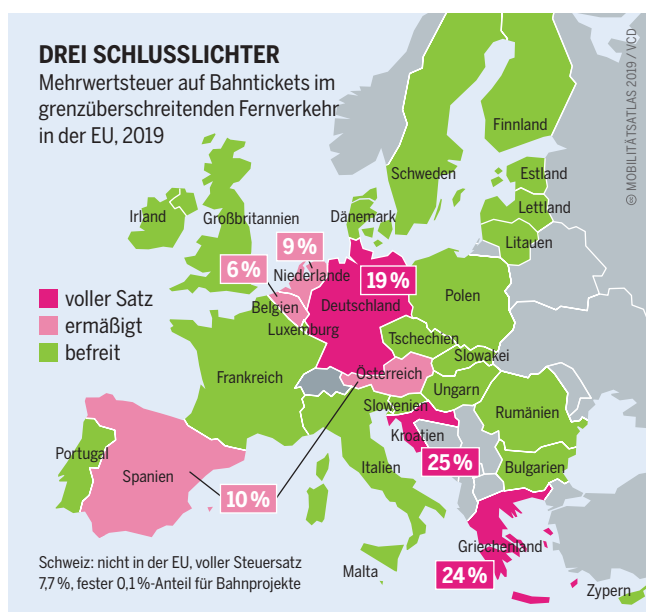 DREI SCHLUSSLICHTER
Mehrwertsteuer auf Bahntickets im
grenzüberschreitenden Fernverkehr
in der EU, 2019
© MOBILITÄTSATLAS 2019 / VCD
Finnland
Schweden
Estland
Lettland
Litauen
Irland
Großbritannien
Dänemark
9 %
6 %
Niederlande
19 %
voller Satz
ermäßigt
befreit
Belgien
Deutschland
Polen
Luxemburg
Tschechien
Slowakei
Frankreich
Österreich
Ungarn
Slowenien
Rumänien
Kroatien
Portugal
Spanien
Italien
25 %
Bulgarien
10 %
Griechenland
24 %
Malta
Zypern
Schweiz: nicht in der EU, voller Steuersatz
7,7 %, fester 0,1 %-Anteil für Bahnprojekte